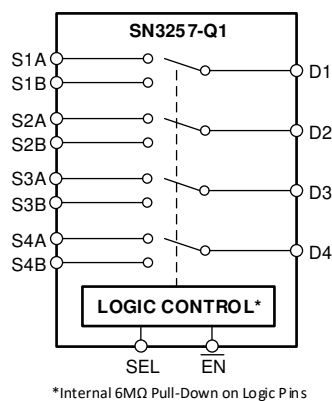 SN3257-Q1
S1A
S1B
D1
S2A
S2B
D2
S3A
S3B
D3
S4A
S4B
D4
LOGIC CONTROL*
SEL
EN
*Internal 6MΩ Pull-Down on Logic Pins